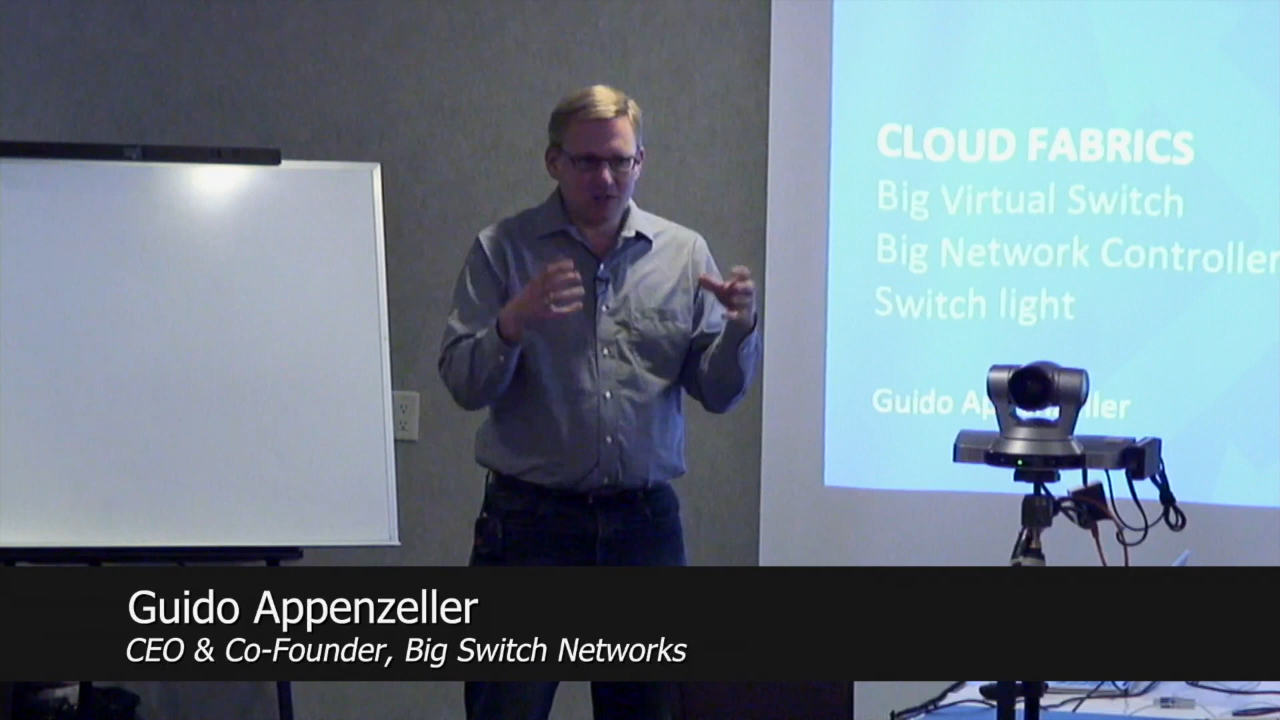 CLOUD FABRICS
Big Virtual Switch
Big Network Controller
Switch light
Guido Appenzeller
Guido Appenzeller
CEO & Co-Founder, Big Switch Networks